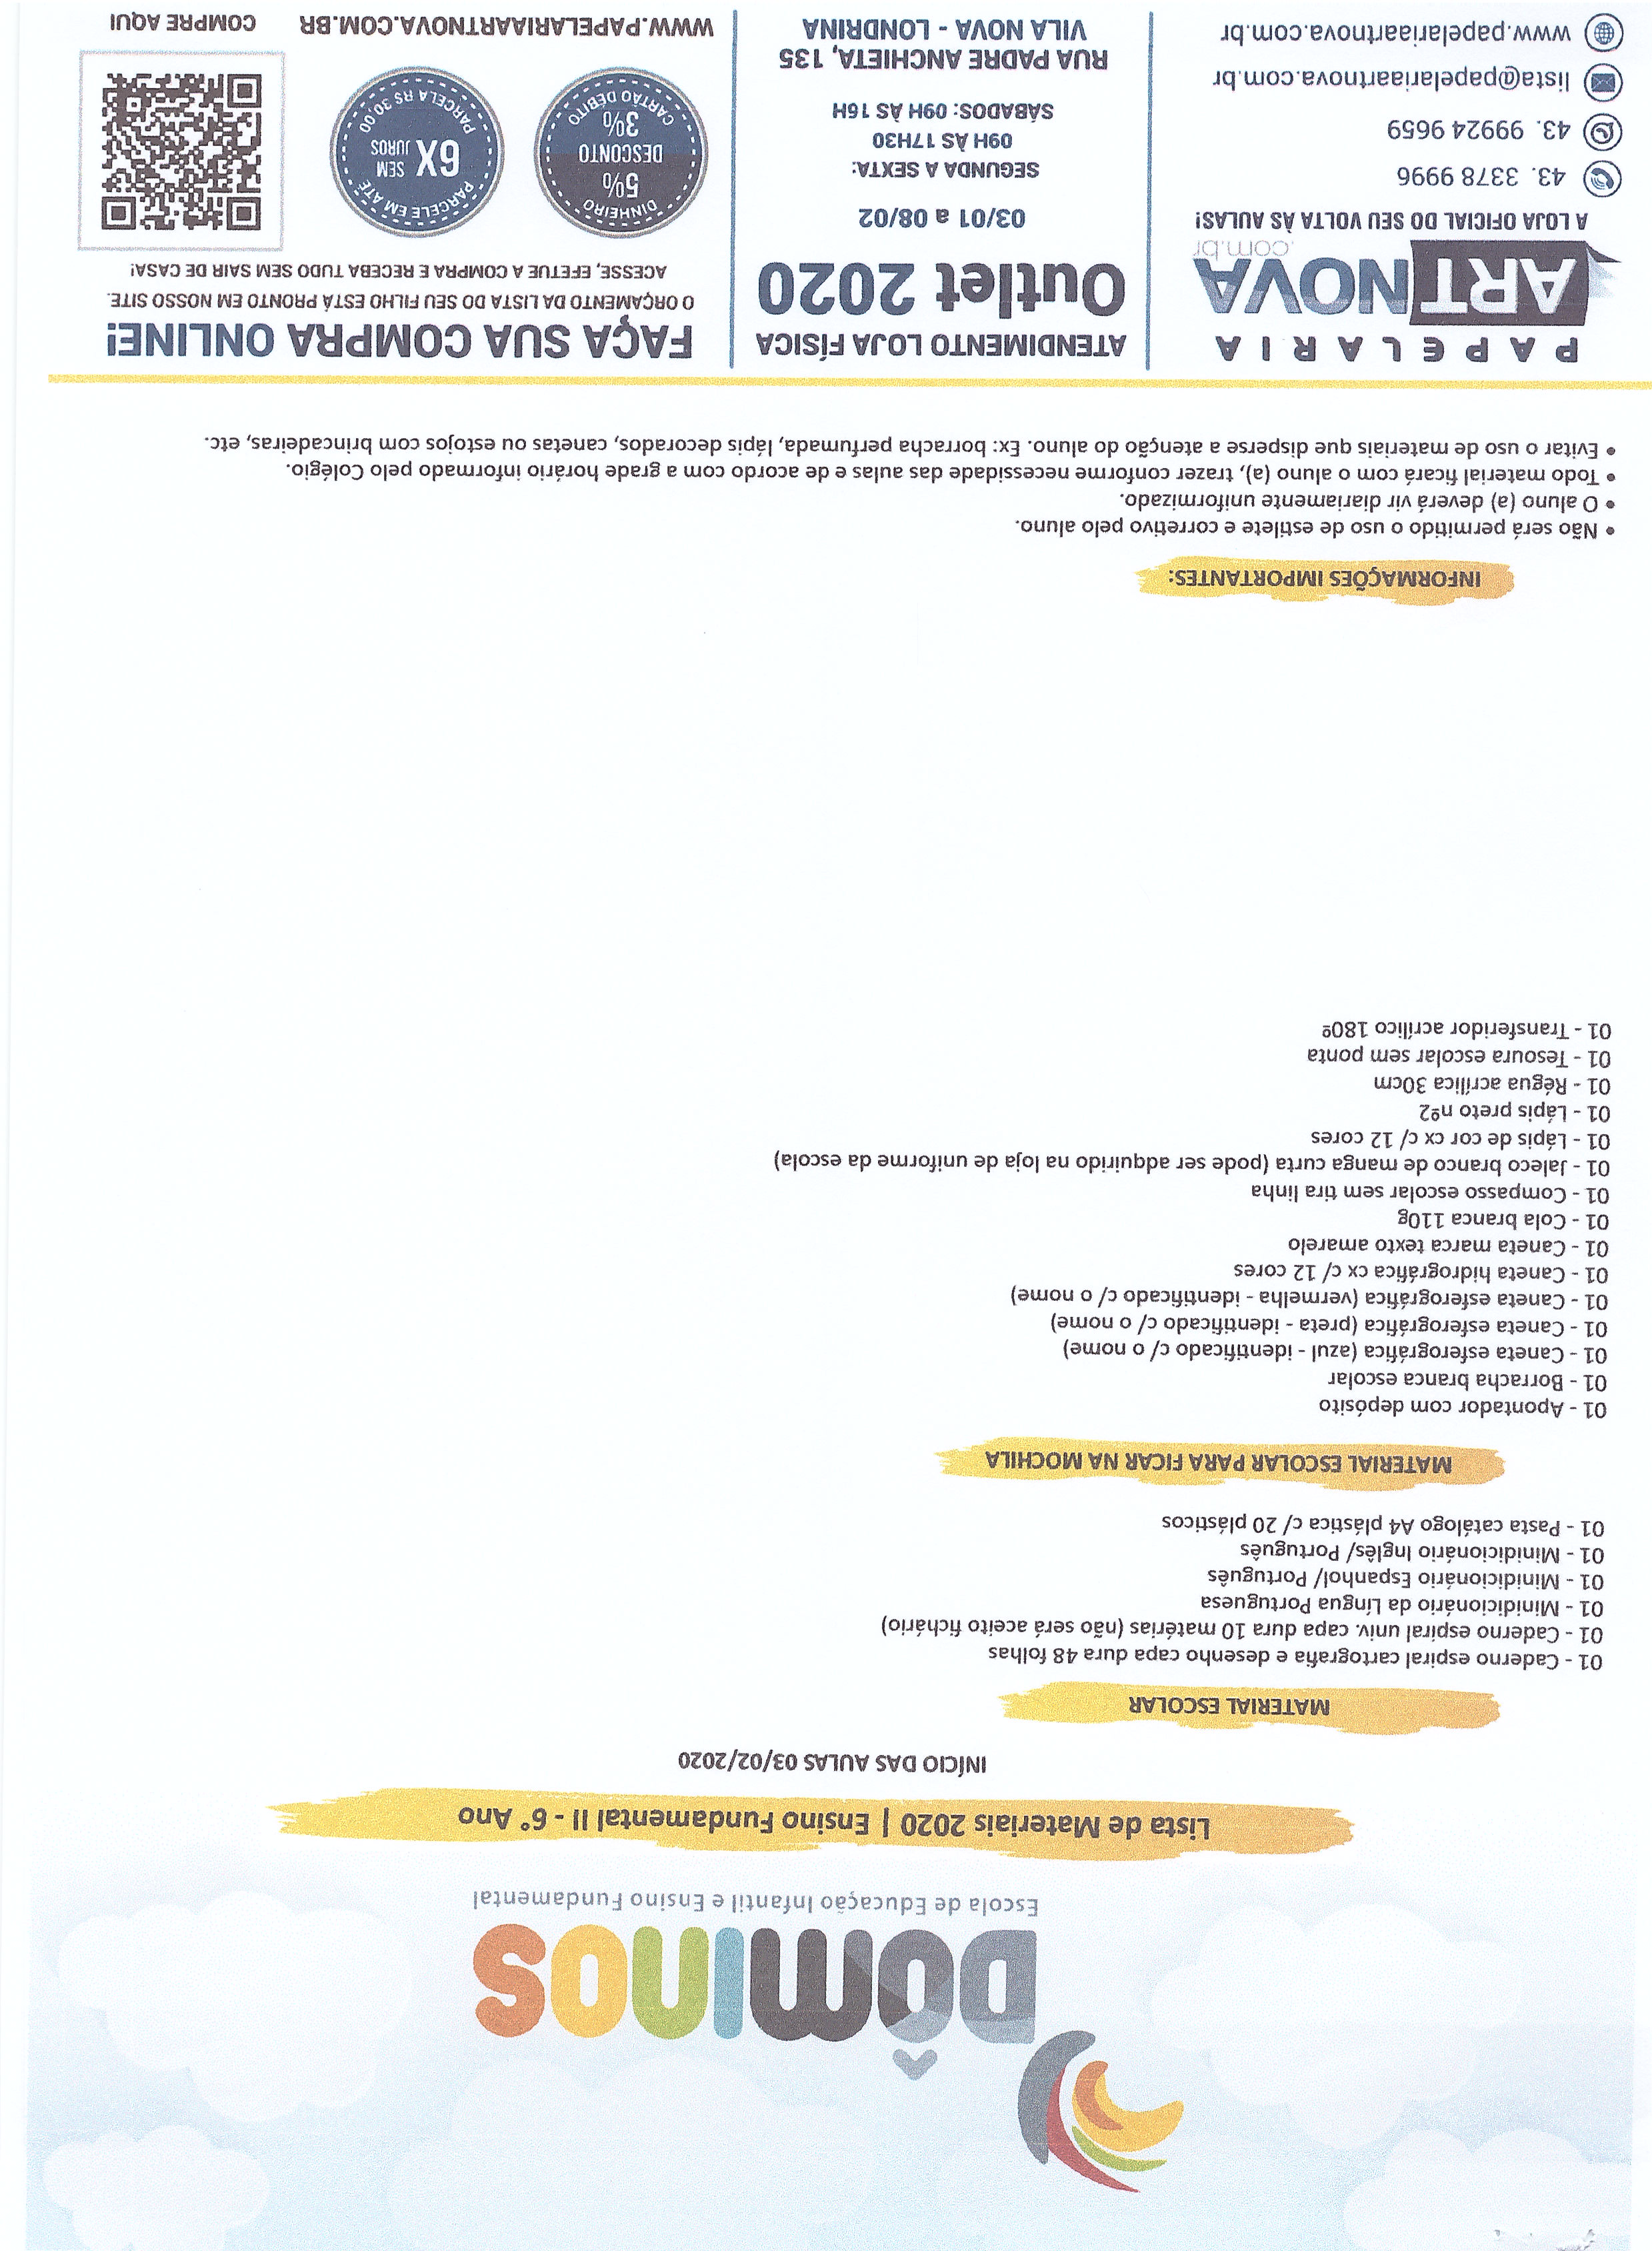 DÔMINOS
Escola de Educação Infantil e Ensino Fundamental
Lista de Materiais 2020 | Ensino Fundamental II - 6° Ano
INÍCIO DAS AULAS 03/02/2020
MATERIAL ESCOLAR
01 - Caderno espiral cartografia e desenho capa dura 48 folhas
01 - Caderno espiral univ. capa dura 10 matérias (não será aceito fichário)
01 - Minidicionário da Língua Portuguesa
01 - Minidicionário Espanhol/ Português
01 - Minidicionário Inglês/ Português
01 - Pasta catálogo A4 plástica c/ 20 plásticos
MATERIAL ESCOLAR PARA FICAR NA MOCHILA
01 - Apontador com depósito
01 - Borracha branca escolar
01 - Caneta esferográfica (azul - identificado c/ o nome)
01 - Caneta esferográfica (preta - identificado c/ o nome)
01 - Caneta esferográfica (vermelha - identificado c/ o nome)
01 - Caneta hidrográfica cx c/ 12 cores
01 - Caneta marca texto amarelo
01 - Cola branca 110g
01 - Compasso escolar sem tira linha
01 - Jaleco branco de manga curta (pode ser adquirido na loja de uniforme da escola)
01 - Lápis de cor cx c/ 12 cores
01 - Lápis preto nº2
01 - Régua acrílica 30cm
01 - Tesoura escolar sem ponta
01 - Transferidor acrílico 180º
INFORMAÇÕES IMPORTANTES:
• Não será permitido o uso de estilete e corretivo pelo aluno.
• O aluno (a) deverá vir diariamente uniformizado.
• Todo material ficará com o aluno (a), trazer conforme necessidade das aulas e de acordo com a grade horário informado pelo Colégio.
• Evitar o uso de materiais que disperse a atenção do aluno. Ex: borracha perfumada, lápis decorados, canetas ou estojos com brincadeiras, etc.
PAPELARIA
ARTNOVA
.com.br
A LOJA OFICIAL DO SEU VOLTA ÀS AULAS!
43. 3378 9996
43. 99924 9659
lista@papelariaartnova.com.br
www.papelariaartnova.com.br
ATENDIMENTO LOJA FÍSICA
Outlet 2020
03/01 a 08/02
SEGUNDA A SEXTA:
09H ÀS 17H30
SÁBADOS: 09H ÀS 16H
RUA PADRE ANCHIETA, 135
VILA NOVA - LONDRINA
FAÇA SUA COMPRA ONLINE!
O ORÇAMENTO DA LISTA DO SEU FILHO ESTÁ PRONTO EM NOSSO SITE.
ACESSE, EFETUE A COMPRA E RECEBA TUDO SEM SAIR DE CASA!
DINHEIRO
5%
DESCONTO
3%
CARTÃO DÉBITO
PARCELE EM ATÉ
6X SEM JUROS
PARCELA R$ 30,00
WWW.PAPELARIAARTNOVA.COM.BR
COMPRE AQUI